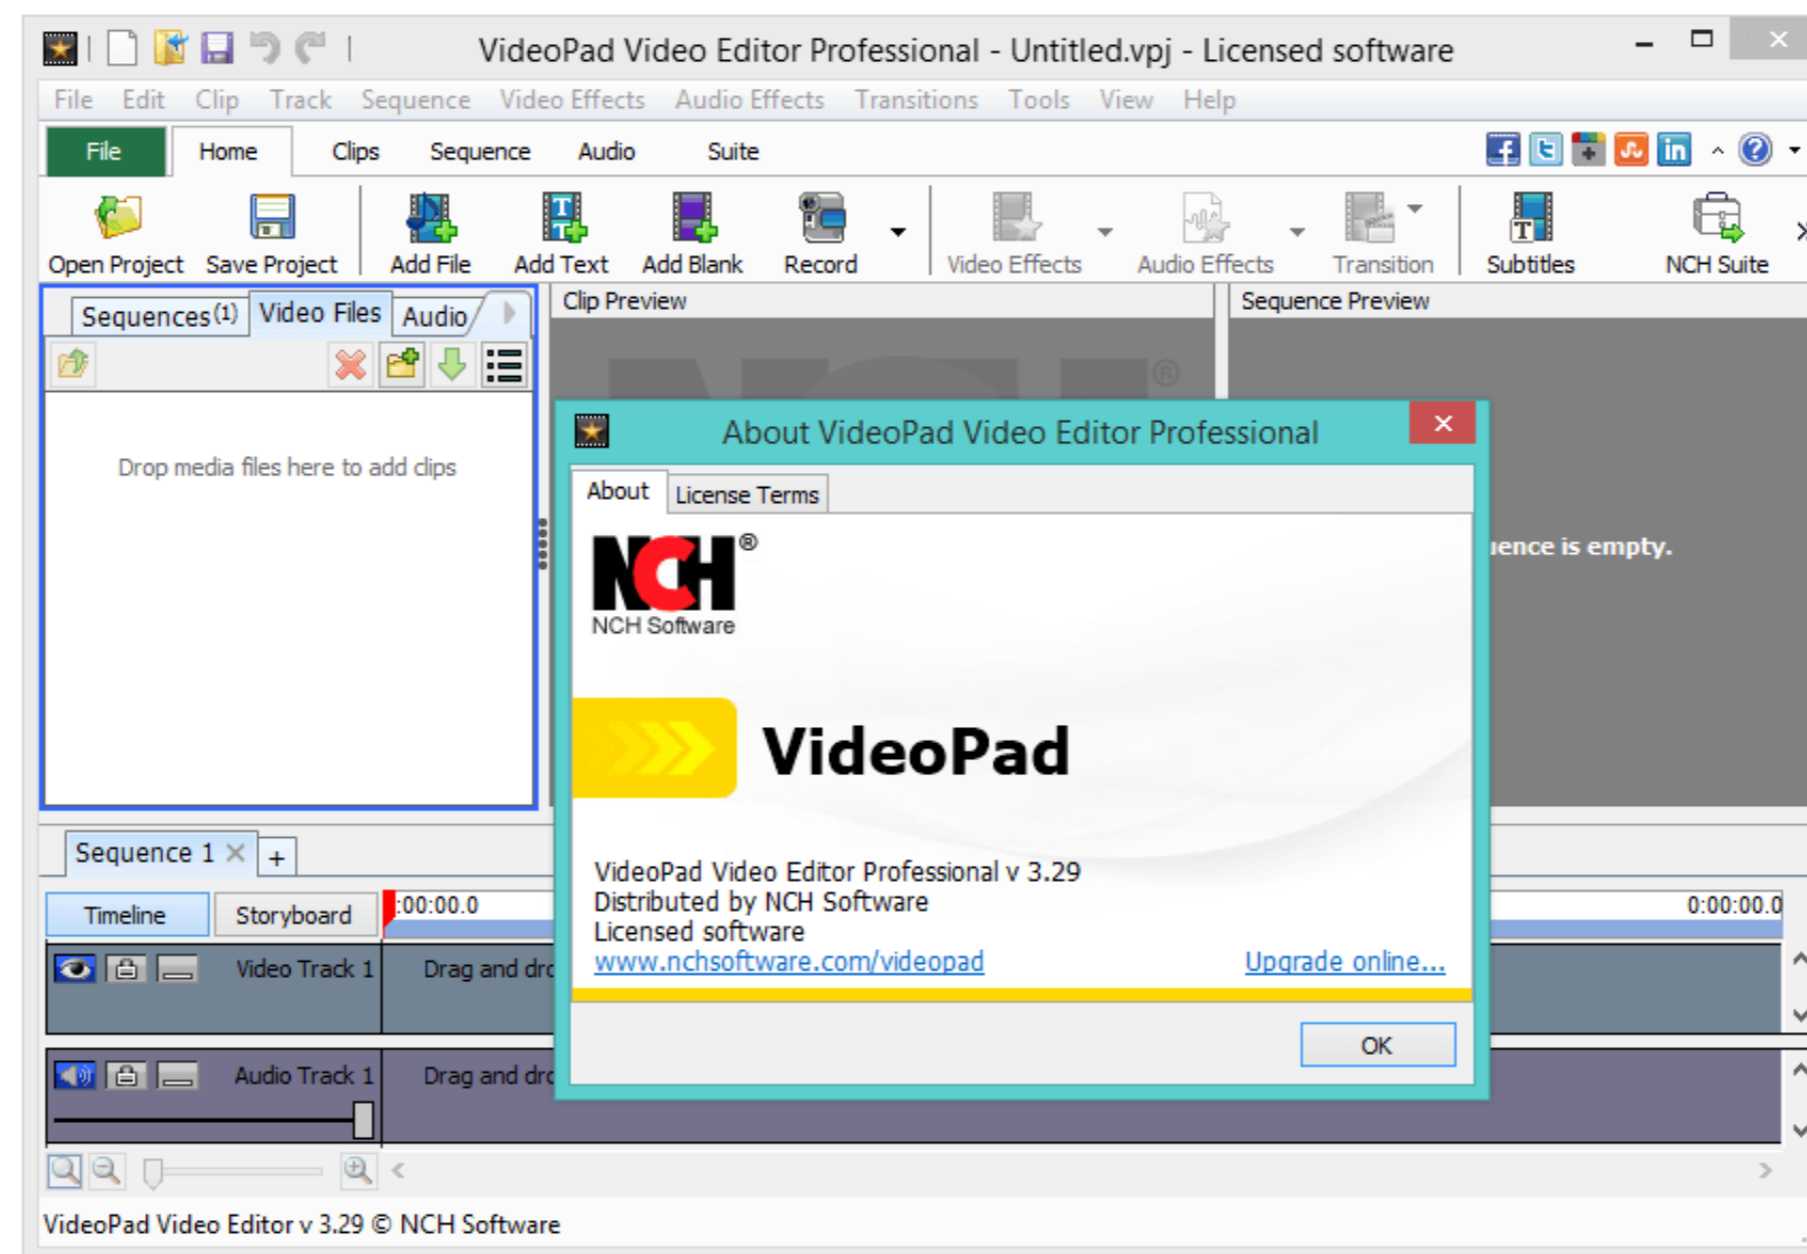 VideoPad Video Editor Professional - Untitled.vpj - Licensed software
File Edit Clip Track Sequence Video Effects Audio Effects Transitions Tools View Help
File Home Clips Sequence Audio Suite
Open Project Save Project Add File Add Text Add Blank Record Video Effects Audio Effects Transition Subtitles NCH Suite
Sequences(1) Video Files Audio
Clip Preview
Sequence Preview
Drop media files here to add clips
NCH®
About VideoPad Video Editor Professional
About License Terms
NCH®
NCH Software
uence is empty.
VideoPad
VideoPad Video Editor Professional v 3.29
Distributed by NCH Software
Licensed software
www.nchsoftware.com/videopad Upgrade online...
OK
Sequence 1
Timeline Storyboard :00:00.0 0:00:00.0
Video Track 1 Drag and dro
Audio Track 1 Drag and dro
VideoPad Video Editor v 3.29 © NCH Software